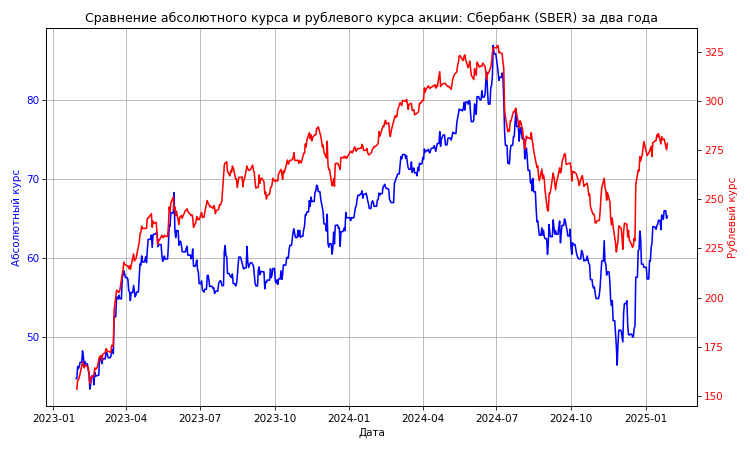 Сравнение абсолютного курса и рублевого курса акции: Сбербанк (SBER) за два года
Абсолютный курс
80
70
60
50
325
300
275
250
225
200
175
150
Рублевый курс
2023-01 2023-04 2023-07 2023-10 2024-01 2024-04 2024-07 2024-10 2025-01
Дата